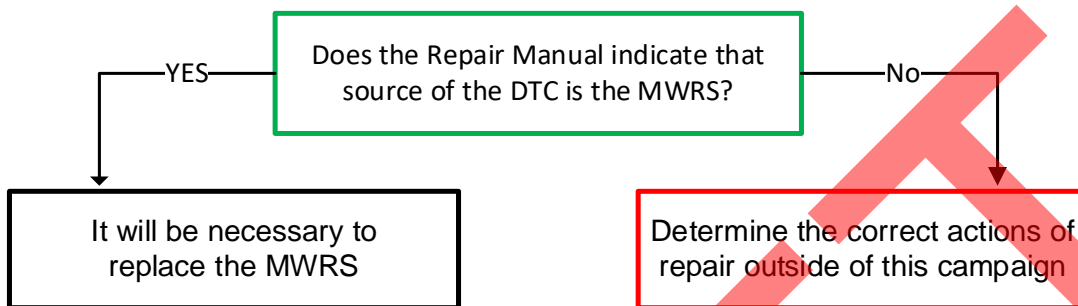 Does the Repair Manual indicate that
source of the DTC is the MWRS?
YES
No
It will be necessary to
replace the MWRS
Determine the correct actions of
repair outside of this campaign